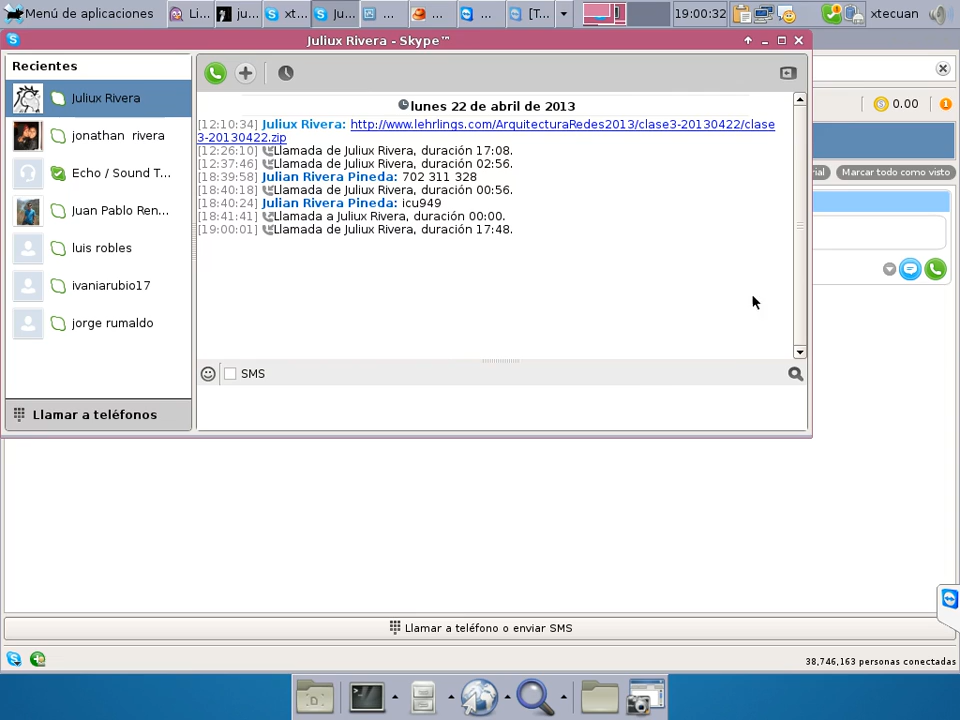 Menú de aplicaciones
Li...
ju...
xt...
Ju...
...
...
...
[T...
19:00:32
xtecuan
Juliux Rivera - Skype™
Recientes
Juliux Rivera
jonathan rivera
Echo / Sound T...
Juan Pablo Ren...
luis robles
ivaniarubio17
jorge rumaldo
Llamar a teléfonos
lunes 22 de abril de 2013
[12:10:34] Juliux Rivera: http://www.lehrlings.com/ArquitecturaRedes2013/clase3-20130422/clase
3-20130422.zip
[12:26:10] Llamada de Juliux Rivera, duración 17:08.
[12:37:46] Llamada de Juliux Rivera, duración 02:56.
[18:39:58] Julian Rivera Pineda: 702 311 328
[18:40:18] Llamada de Juliux Rivera, duración 00:56.
[18:40:24] Julian Rivera Pineda: icu949
[18:41:41] Llamada a Juliux Rivera, duración 00:00.
[19:00:01] Llamada de Juliux Rivera, duración 17:48.
SMS
0.00
1
Marcar todo como visto
Llamar a teléfono o enviar SMS
38,746,163 personas conectadas